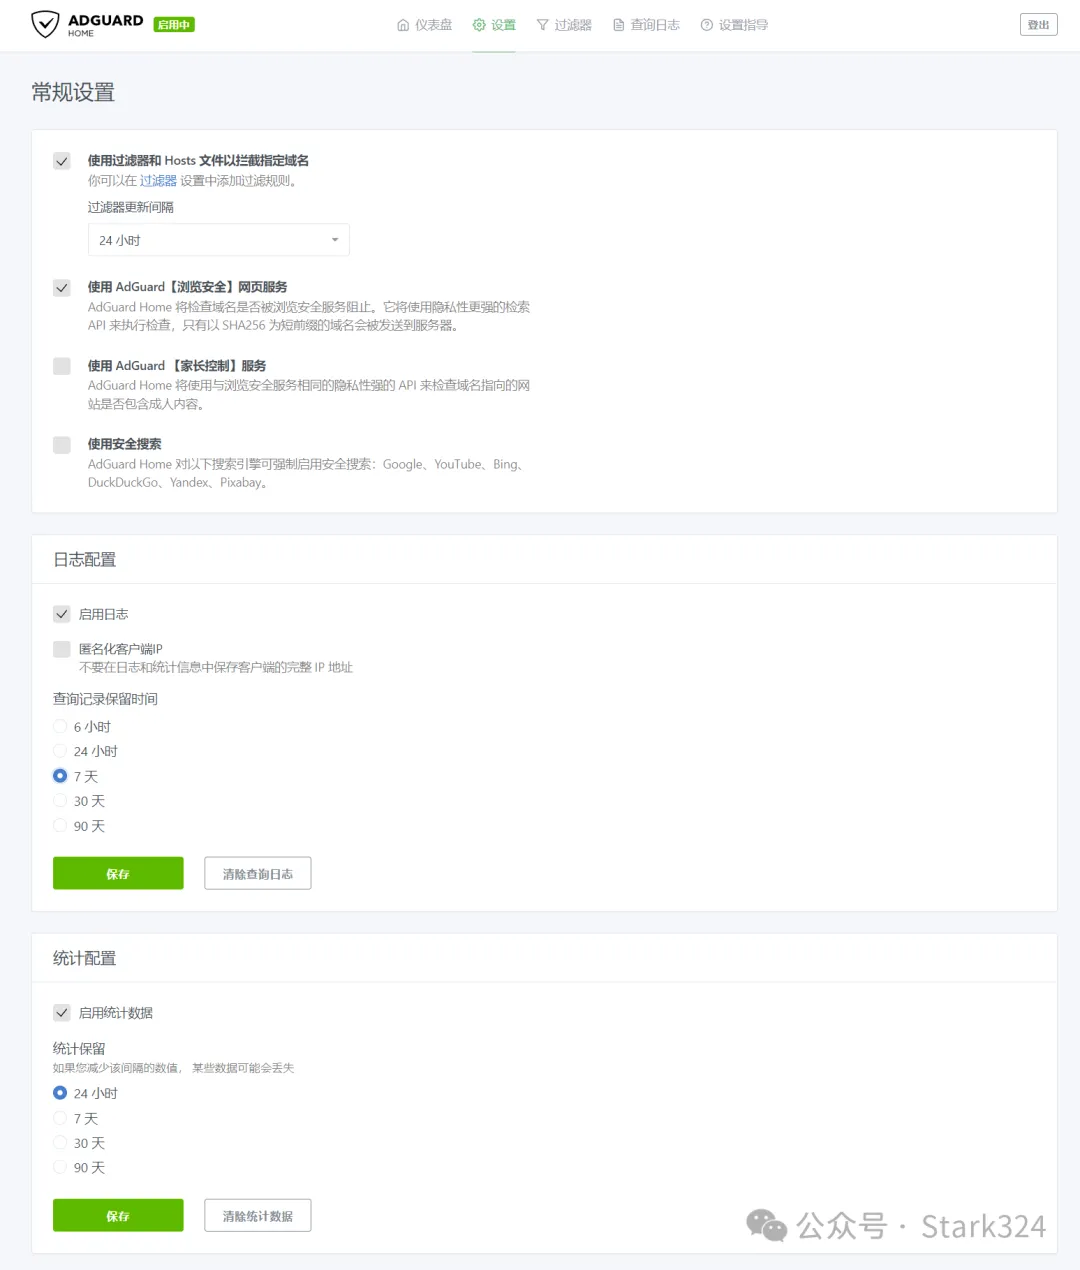 ADGUARD
HOME
启用中
仪表盘
设置
过滤器
查询日志
设置指导
登出
常规设置
使用过滤器和 Hosts 文件以拦截指定域名
你可以在 过滤器 设置中添加过滤规则。
过滤器更新间隔
24 小时
使用 AdGuard【浏览安全】网页服务
AdGuard Home 将检查域名是否被浏览安全服务阻止。它将使用隐私性更强的检索
API 来执行检查，只有以 SHA256 为短前缀的域名会被发送到服务器。
使用 AdGuard 【家长控制】服务
AdGuard Home 将使用与浏览安全服务相同的隐私性强的 API 来检查域名指向的网
站是否包含成人内容。
使用安全搜索
AdGuard Home 对以下搜索引擎可强制启用安全搜索：Google、YouTube、Bing、
DuckDuckGo、Yandex、Pixabay。
日志配置
启用日志
匿名化客户端IP
不要在日志和统计信息中保存客户端的完整 IP 地址
查询记录保留时间
6 小时
24 小时
7 天
30 天
90 天
保存
清除查询日志
统计配置
启用统计数据
统计保留
如果您减少该间隔的数值， 某些数据可能会丢失
24 小时
7 天
30 天
90 天
保存
清除统计数据
公众号 · Stark324